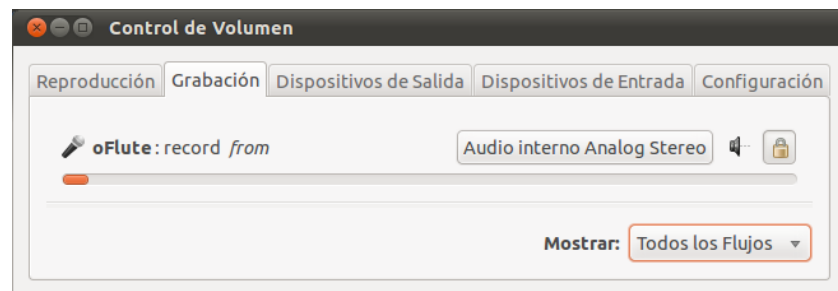 Control de Volumen
Reproducción Grabación Dispositivos de Salida Dispositivos de Entrada Configuración
oFlute: record from Audio interno Analog Stereo
Mostrar: Todos los Flujos